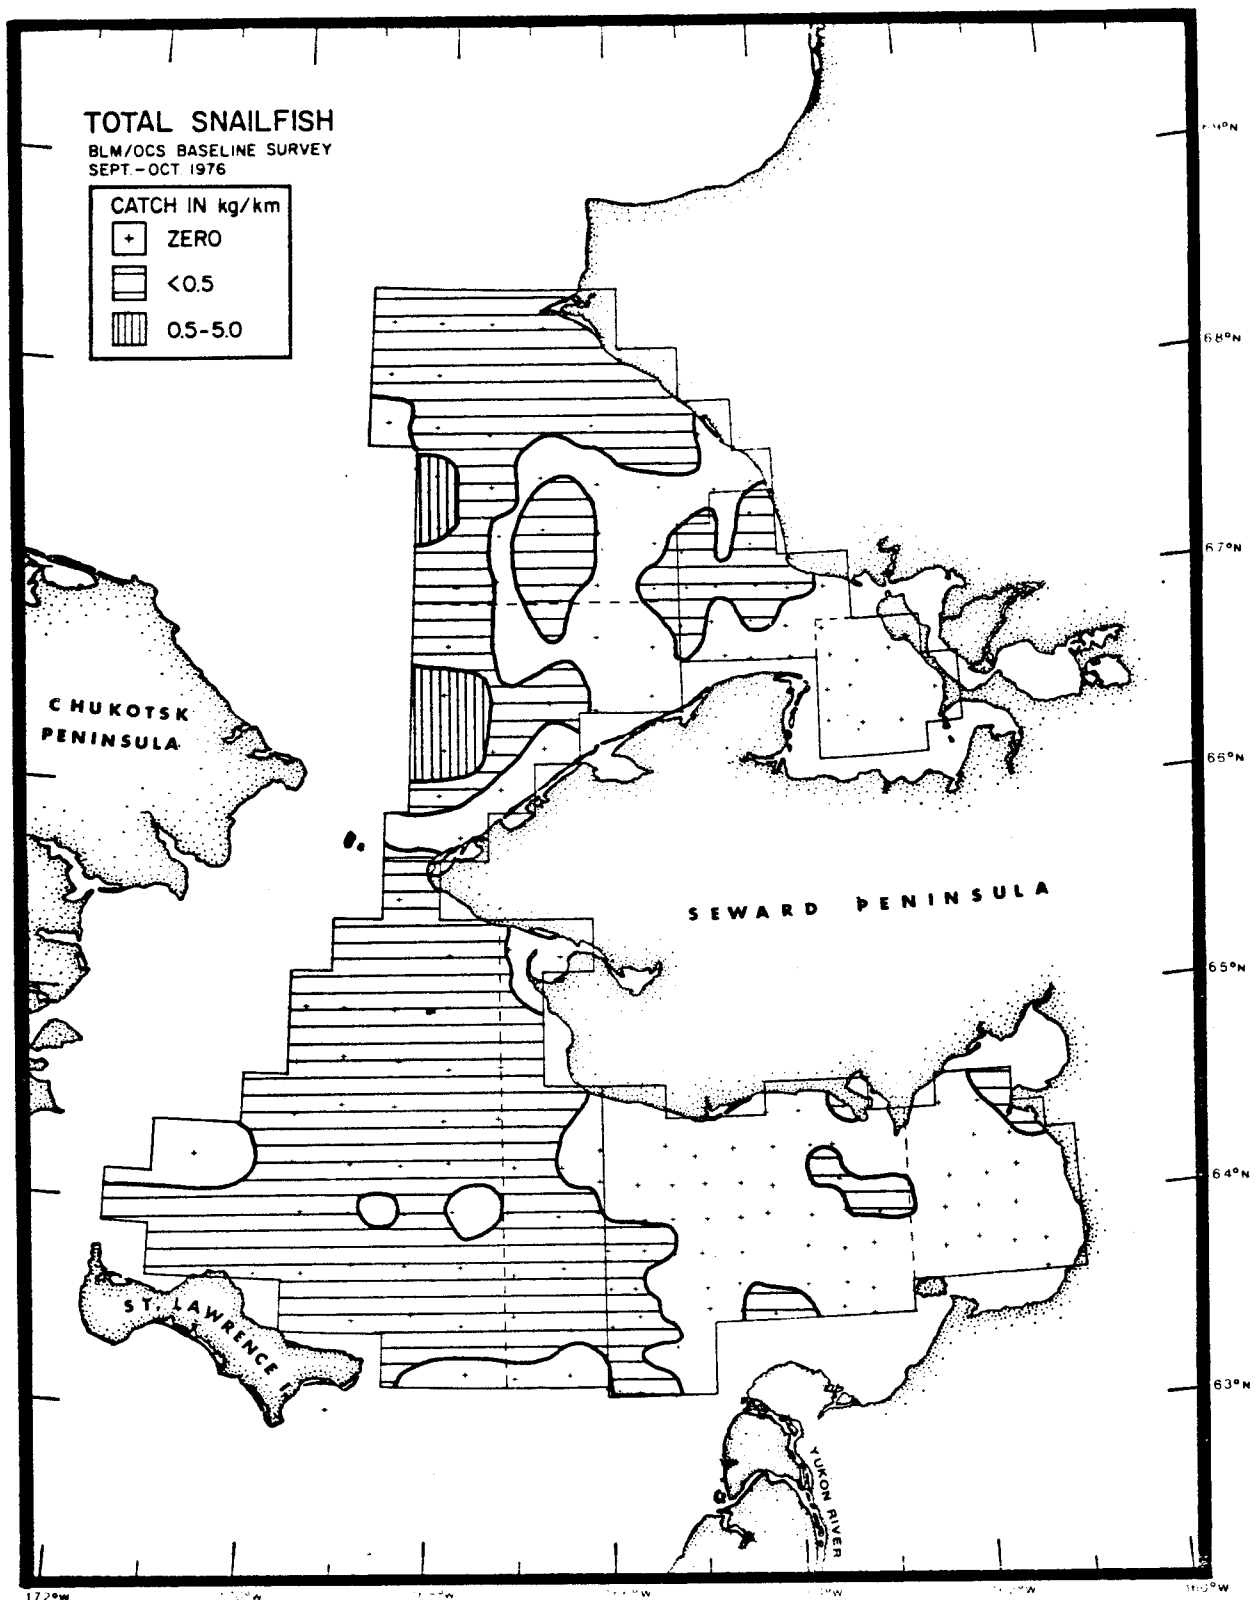 TOTAL SNAILFISH
BLM/OCS BASELINE SURVEY
SEPT.-OCT. 1976
CATCH IN kg/km
ZERO
<0.5
0.5-5.0
68°N
67°N
CHUKOTSK
PENINSULA
SEWARD PENINSULA
65°N
64°N
ST. LAWRENCE I.
63°N
YUKON RIVER
172°W